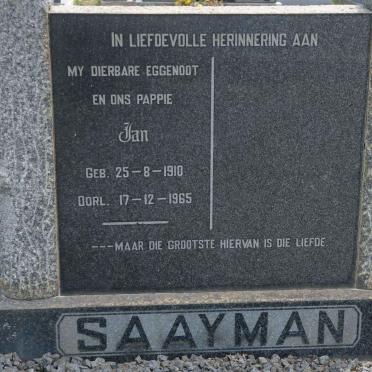 IN LIEFDEVOLLE HERINNERING AAN
MY DIERBARE EGGENOOT
EN ONS PAPPIE
Jan
GEB. 25-8-1910
OORL. 17-12-1965
---MAAR DIE GROOTSTE HIERVAN IS DIE LIEFDE.
SAAYMAN